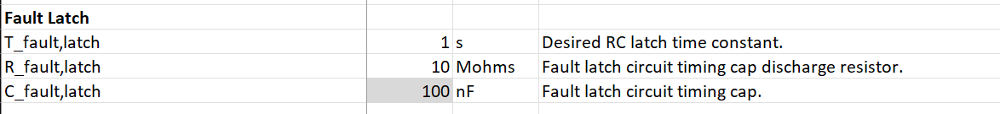 Fault Latch
T_fault,latch 1 s Desired RC latch time constant.
R_fault,latch 10 Mohms Fault latch circuit timing cap discharge resistor.
C_fault,latch 100 nF Fault latch circuit timing cap.